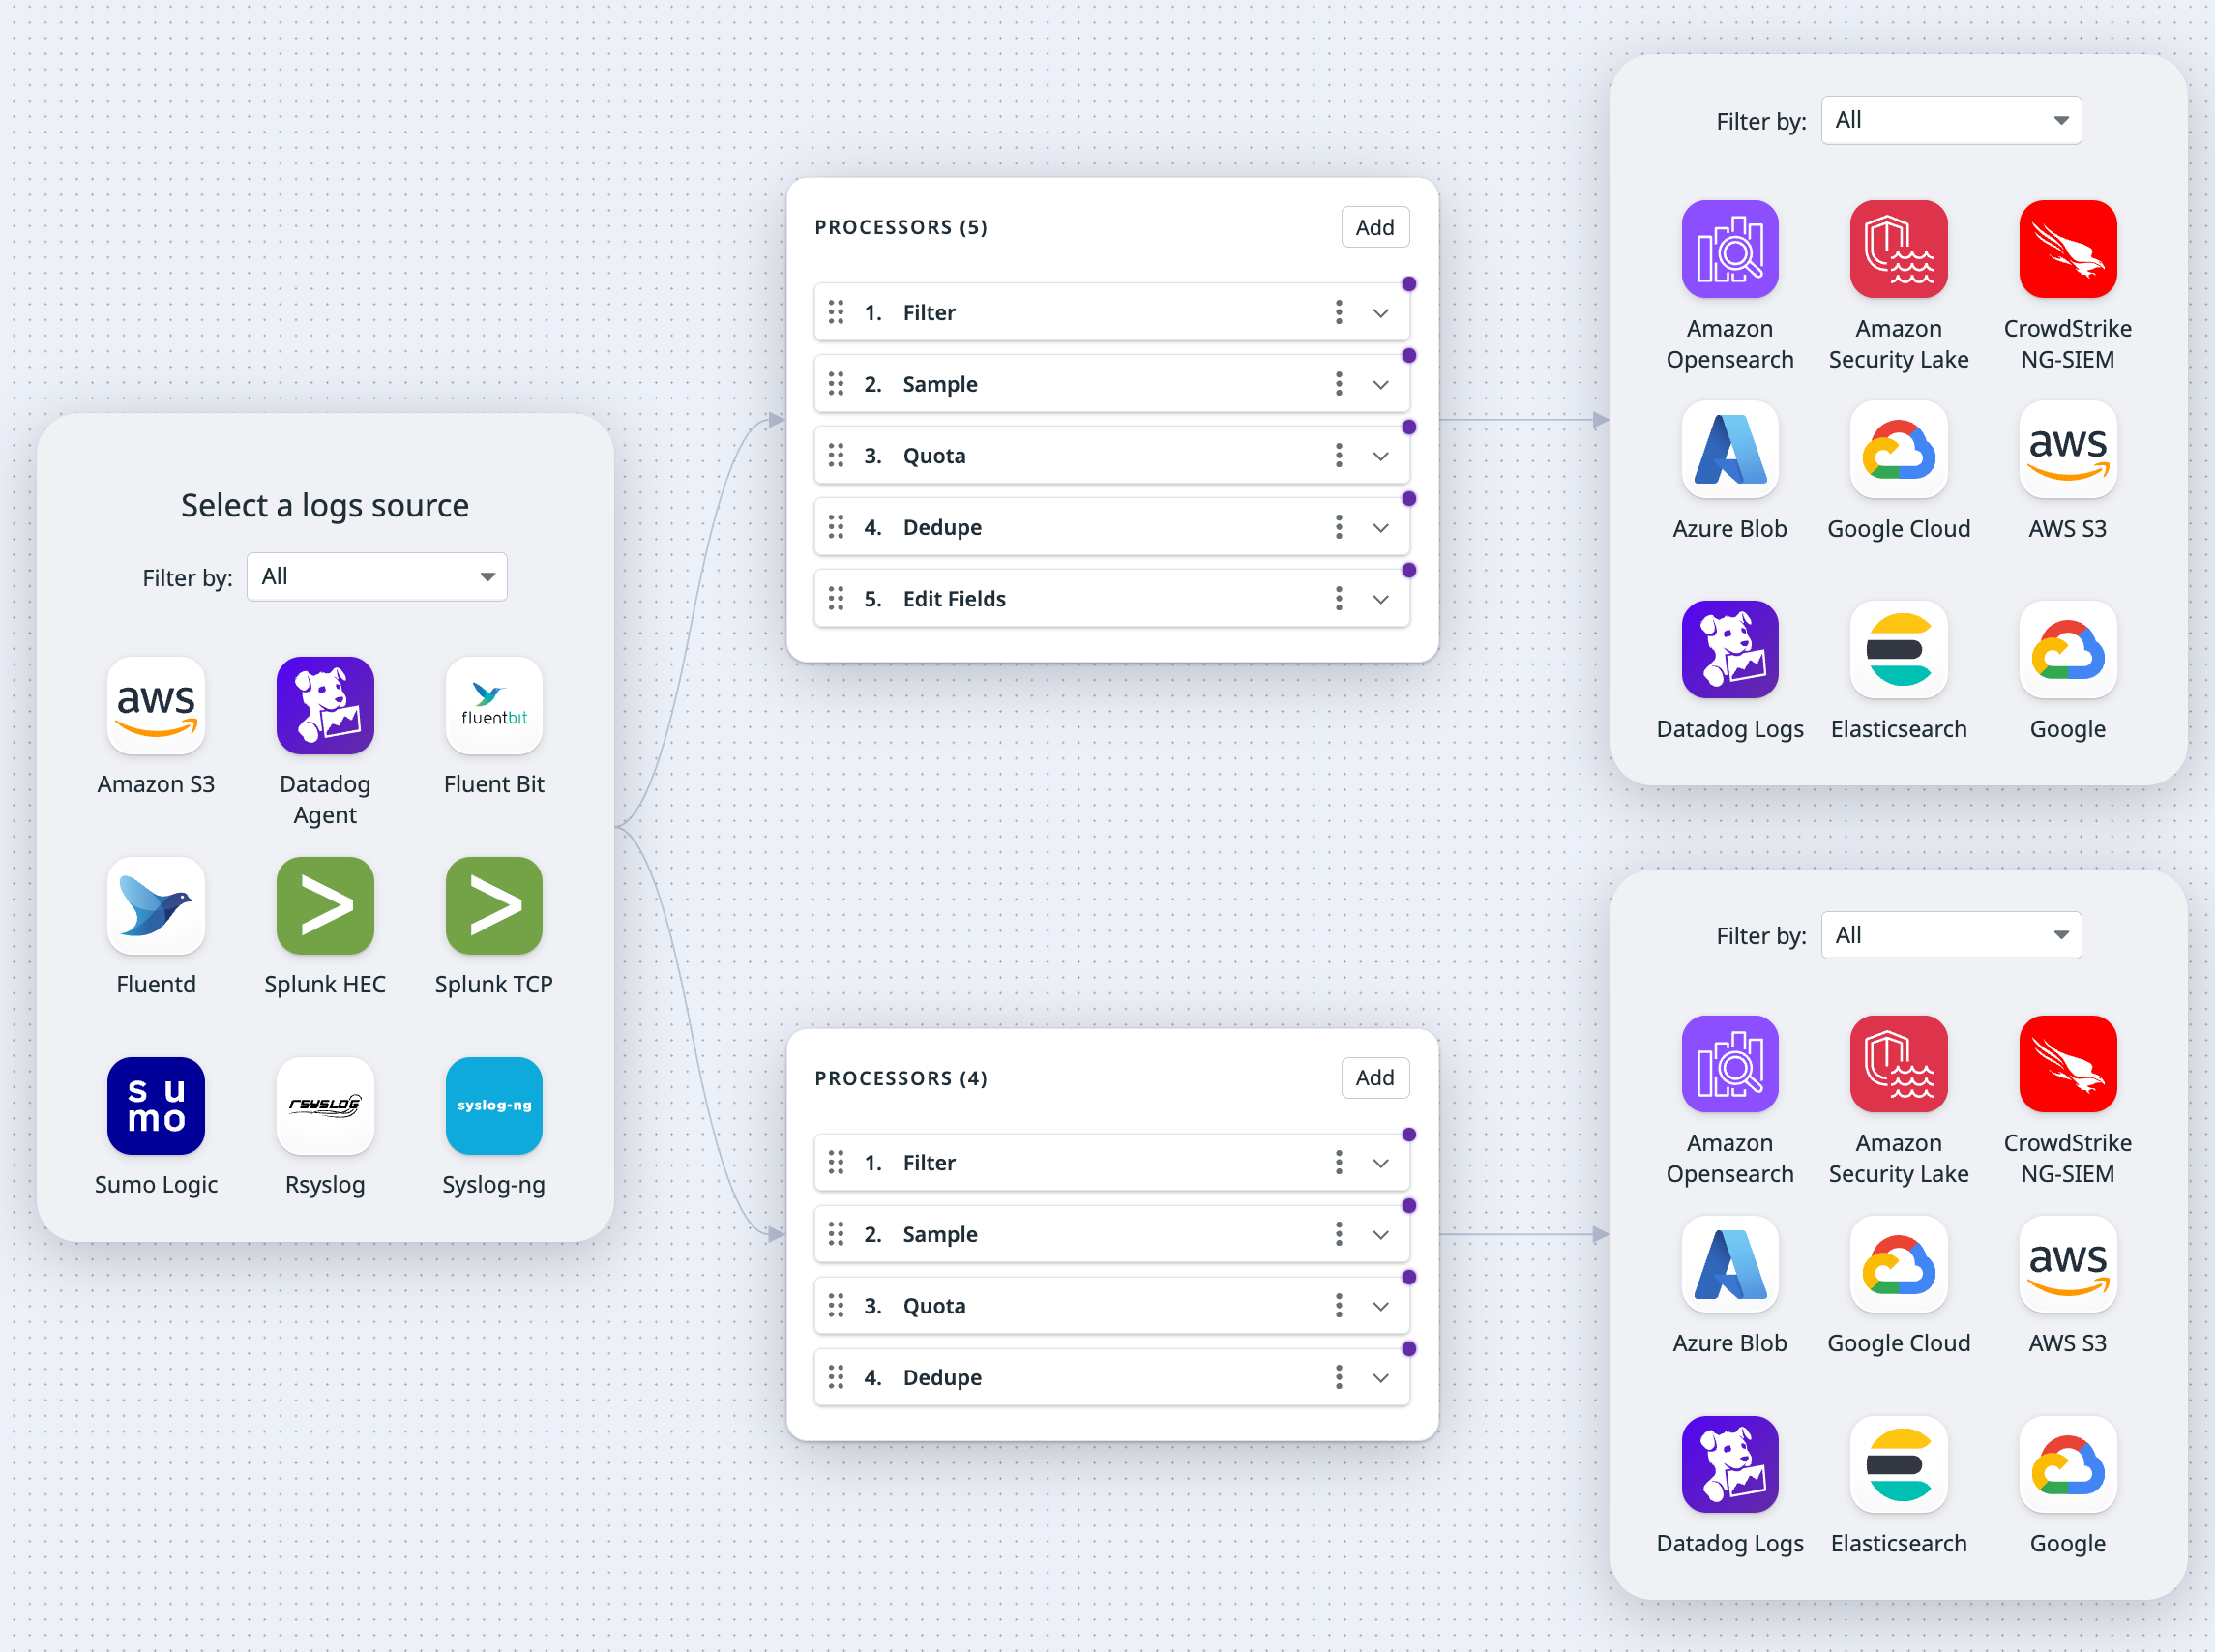 Select a logs source
Filter by: All
aws
fluentbit
Amazon S3
Datadog
Agent
Fluent Bit
>
>
Fluentd
Splunk HEC
Splunk TCP
su
mo
RSYSLOG
syslog-ng
Sumo Logic
Rsyslog
Syslog-ng
PROCESSORS (5)
Add
1. Filter
2. Sample
3. Quota
4. Dedupe
5. Edit Fields
PROCESSORS (4)
Add
1. Filter
2. Sample
3. Quota
4. Dedupe
Filter by: All
Amazon
Opensearch
Amazon
Security Lake
CrowdStrike
NG-SIEM
aws
Azure Blob
Google Cloud
AWS S3
Datadog Logs
Elasticsearch
Google
Filter by: All
Amazon
Opensearch
Amazon
Security Lake
CrowdStrike
NG-SIEM
aws
Azure Blob
Google Cloud
AWS S3
Datadog Logs
Elasticsearch
Google